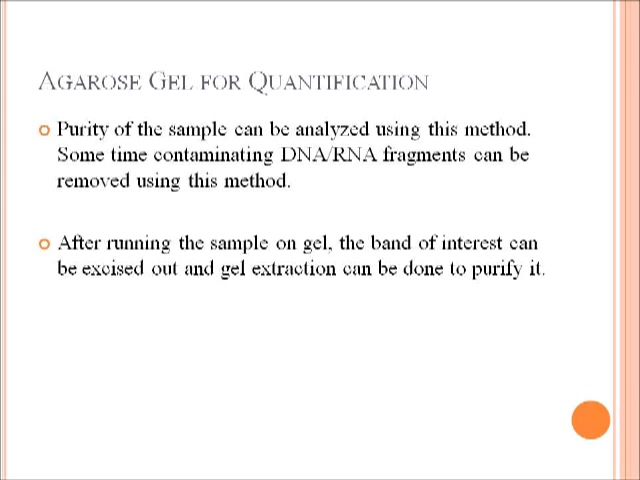 AGAROSE GEL FOR QUANTIFICATION
Purity of the sample can be analyzed using this method.
Some time contaminating DNA/RNA fragments can be
removed using this method.
After running the sample on gel, the band of interest can
be excised out and gel extraction can be done to purify it.